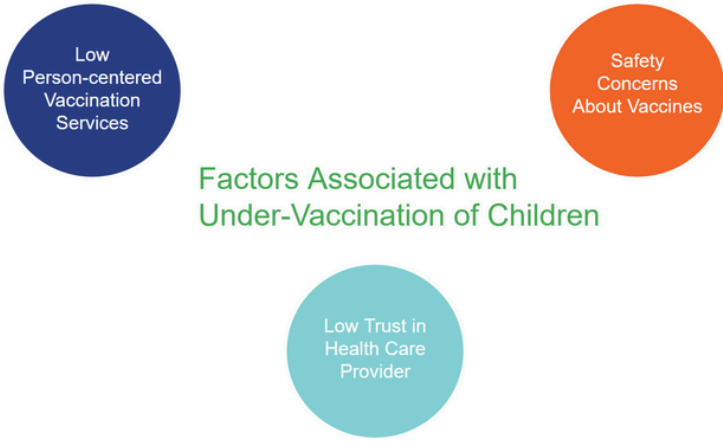 Low
Person-centered
Vaccination
Services
Safety
Concerns
About Vaccines
Factors Associated with
Under-Vaccination of Children
Low Trust in
Health Care
Provider